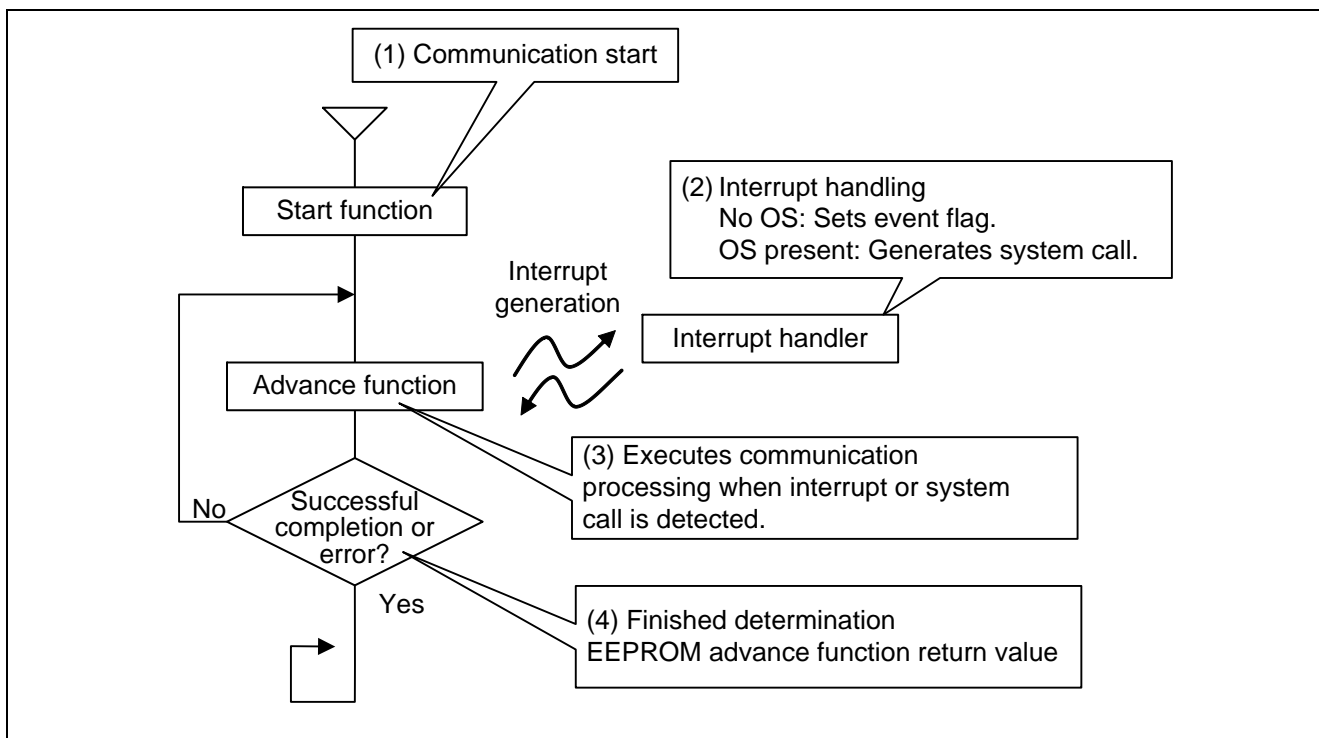 (1) Communication start
Start function
(2) Interrupt handling
No OS: Sets event flag.
OS present: Generates system call.
Interrupt
generation
Interrupt handler
Advance function
(3) Executes communication
processing when interrupt or system
call is detected.
No
Successful
completion or
error?
Yes
(4) Finished determination
EEPROM advance function return value